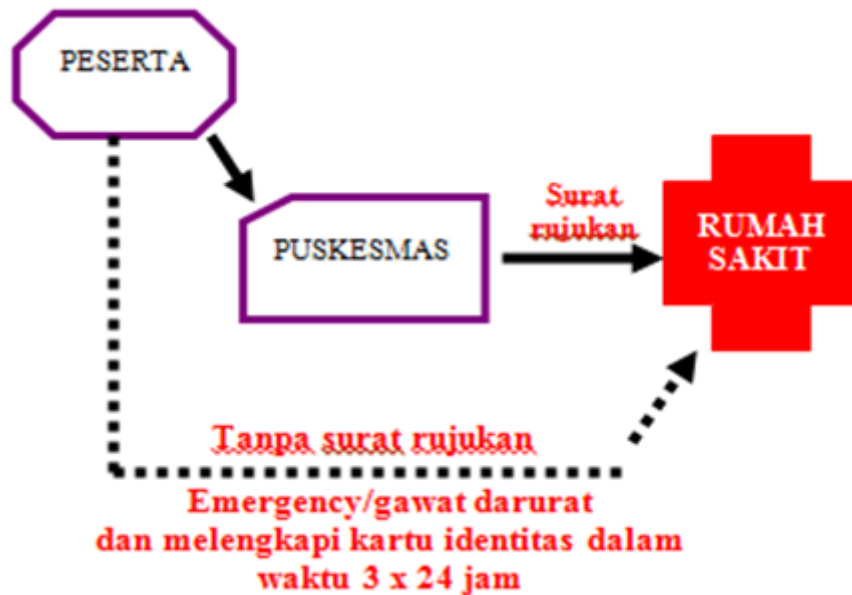 PESERTA
PUSKESMAS
Surat
rujukan
RUMAH
SAKIT
Tanpa surat rujukan
Emergency/gawat darurat
dan melengkapi kartu identitas dalam
waktu 3 x 24 jam